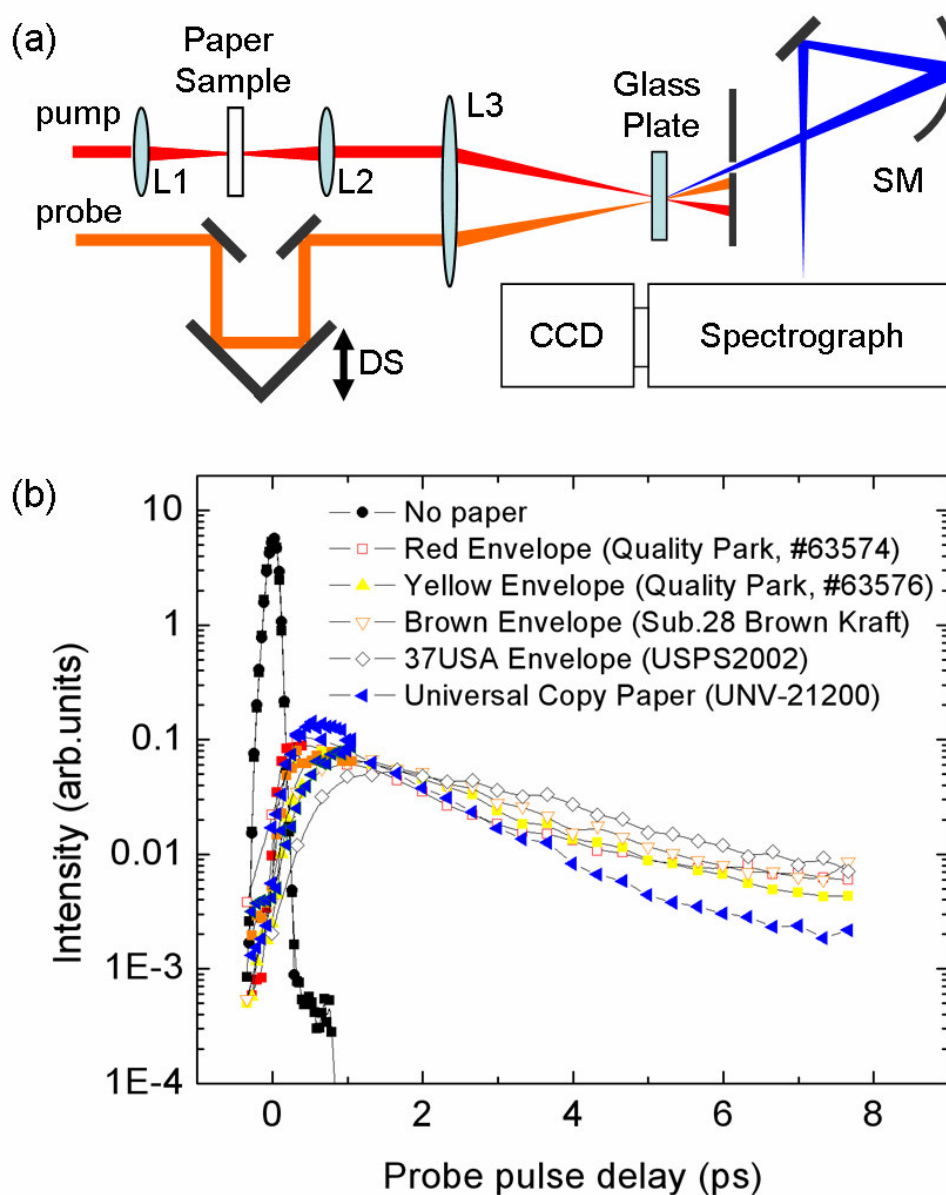 (a)
Paper
Sample
pump
L1
L2
L3
probe
DS
Glass
Plate
SM
CCD
Spectrograph
(b)
10
1
0.1
0.01
1E-3
1E-4
Intensity (arb.units)
No paper
Red Envelope (Quality Park, #63574)
Yellow Envelope (Quality Park, #63576)
Brown Envelope (Sub.28 Brown Kraft)
37USA Envelope (USPS2002)
Universal Copy Paper (UNV-21200)
0 2 4 6 8
Probe pulse delay (ps)